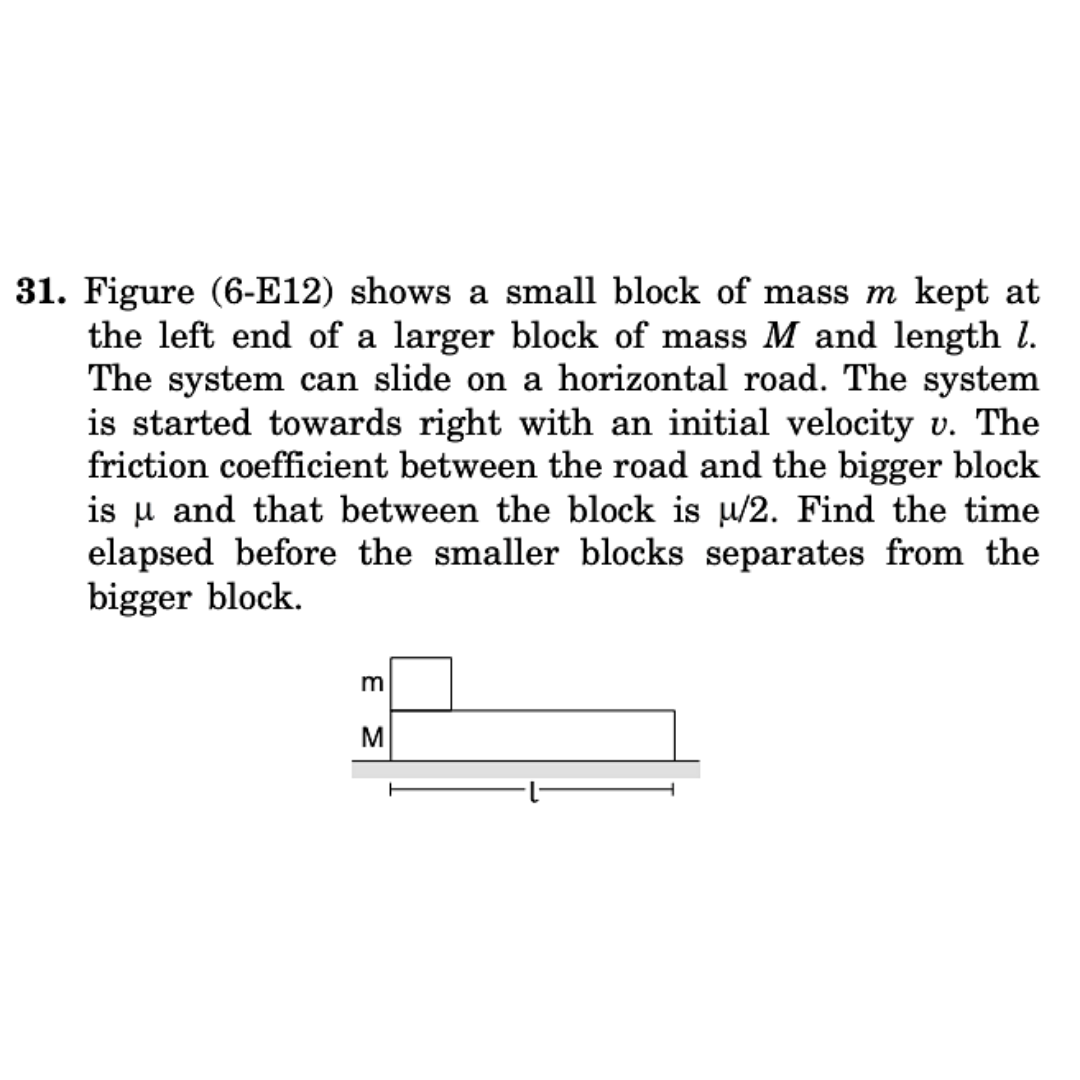 31. Figure (6-E12) shows a small block of mass m kept at
the left end of a larger block of mass M and length l.
The system can slide on a horizontal road. The system
is started towards right with an initial velocity v. The
friction coefficient between the road and the bigger block
is μ and that between the block is μ/2. Find the time
elapsed before the smaller blocks separates from the
bigger block.
m
M
l